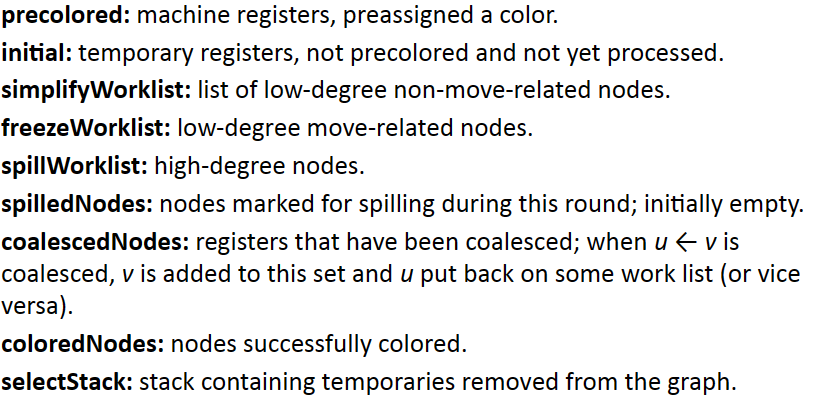 precolored: machine registers, preassigned a color.
initial: temporary registers, not precolored and not yet processed.
simplifyWorklist: list of low-degree non-move-related nodes.
freezeWorklist: low-degree move-related nodes.
spillWorklist: high-degree nodes.
spilledNodes: nodes marked for spilling during this round; initially empty.
coalescedNodes: registers that have been coalesced; when u ← v is
coalesced, v is added to this set and u put back on some work list (or vice
versa).
coloredNodes: nodes successfully colored.
selectStack: stack containing temporaries removed from the graph.